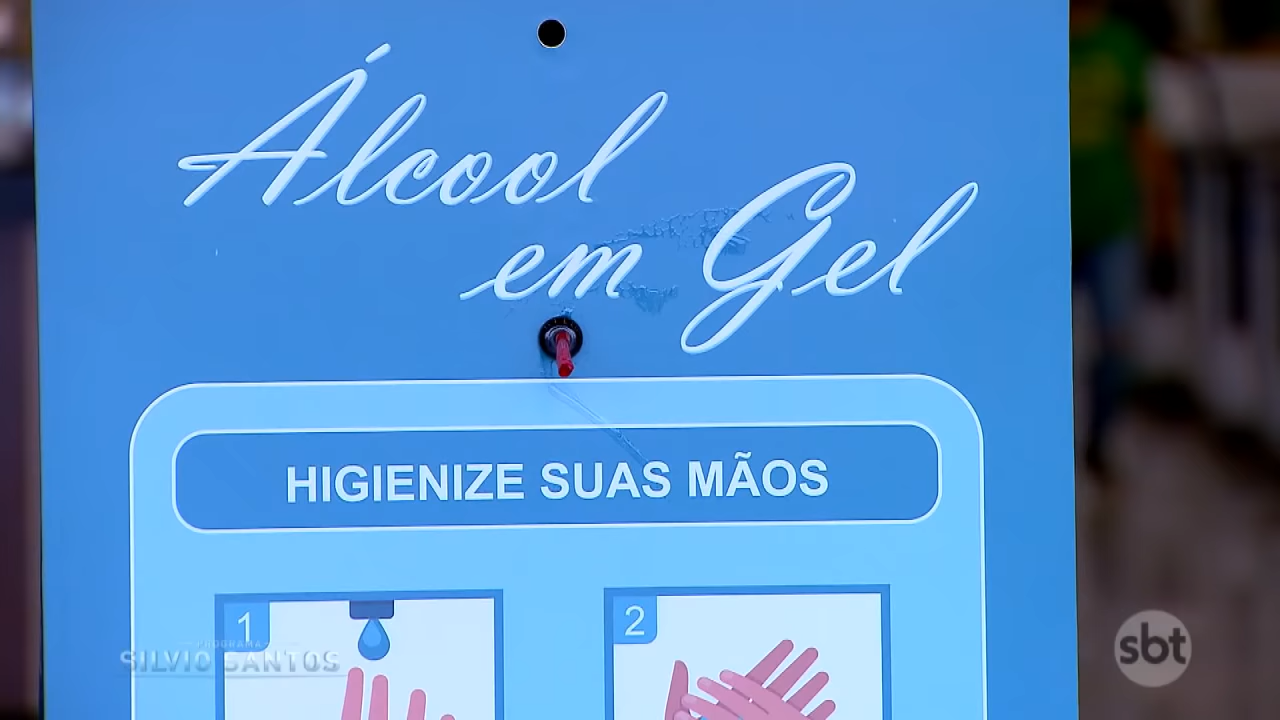 Álcool
em Gel
HIGIENIZE SUAS MÃOS
1
2
PROGRAMA
SILVIO SANTOS
sbt